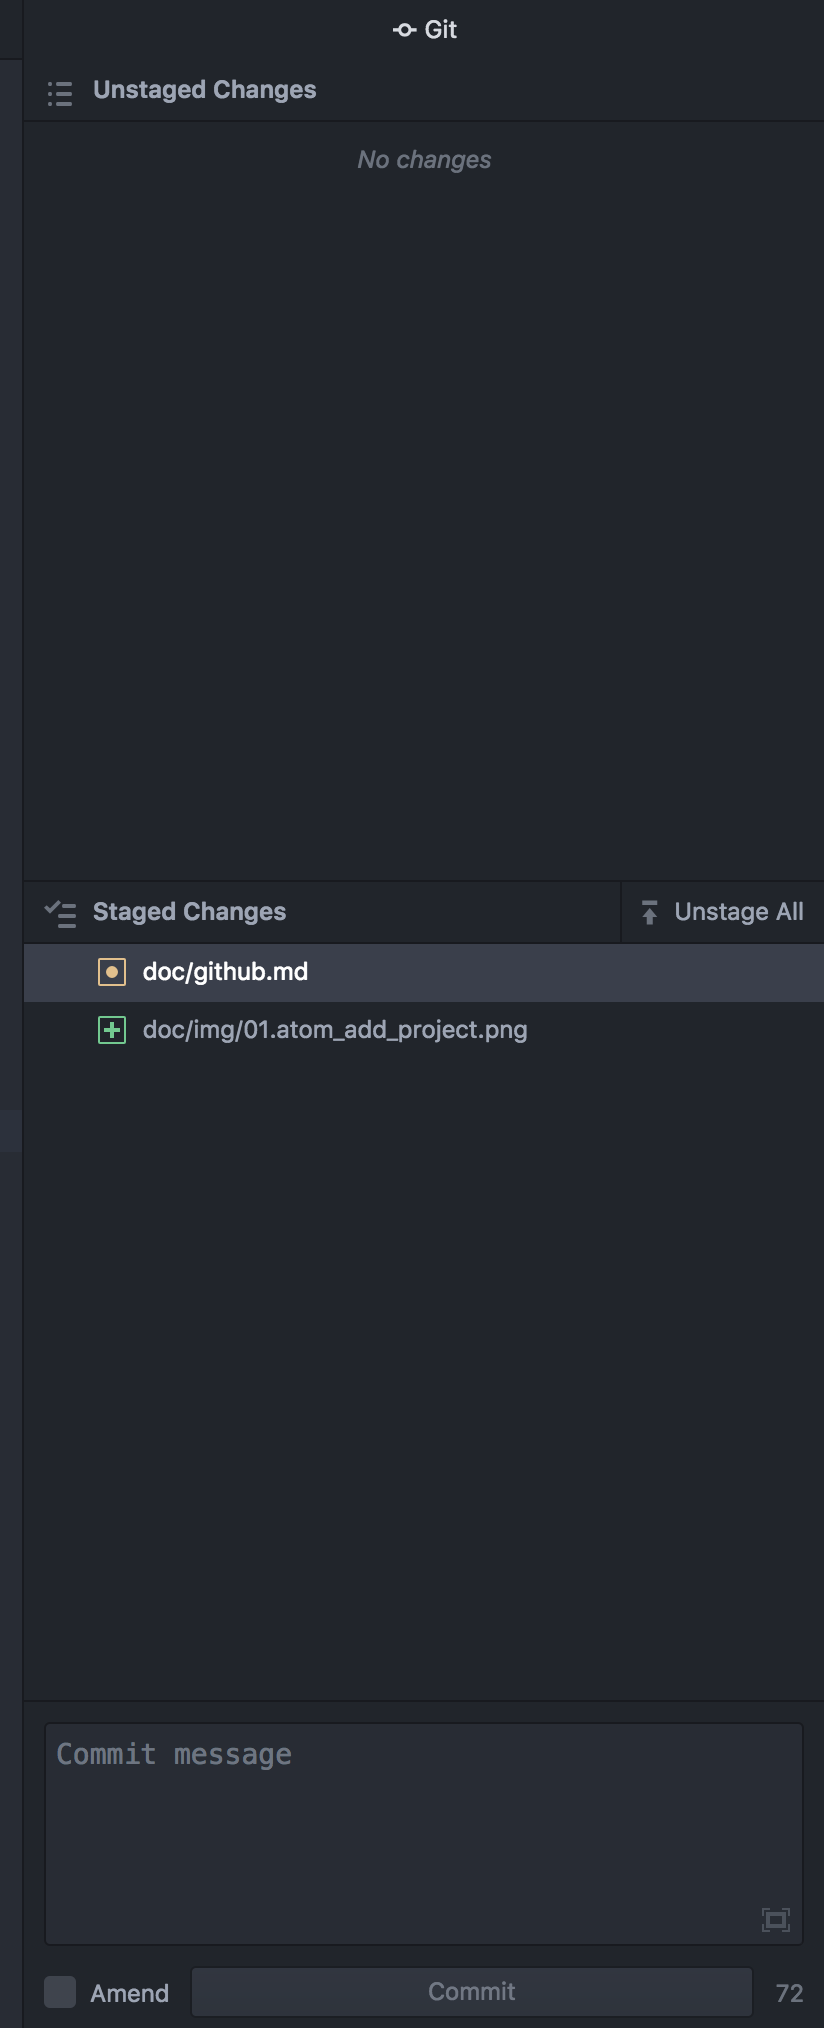 Git
Unstaged Changes
No changes
Staged Changes
Unstage All
doc/github.md
doc/img/01.atom_add_project.png
Commit message
Amend
Commit
72